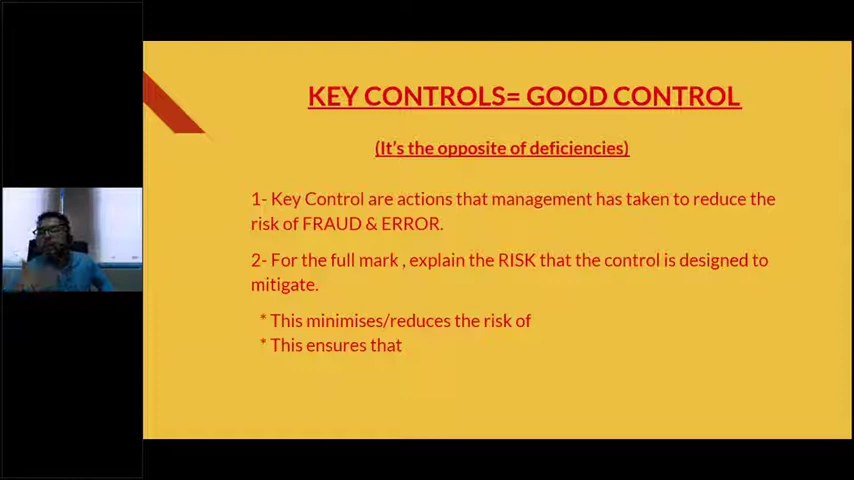 KEY CONTROLS= GOOD CONTROL
(It's the opposite of deficiencies)
1- Key Control are actions that management has taken to reduce the
risk of FRAUD & ERROR.
2- For the full mark , explain the RISK that the control is designed to
mitigate.
* This minimises/reduces the risk of
* This ensures that